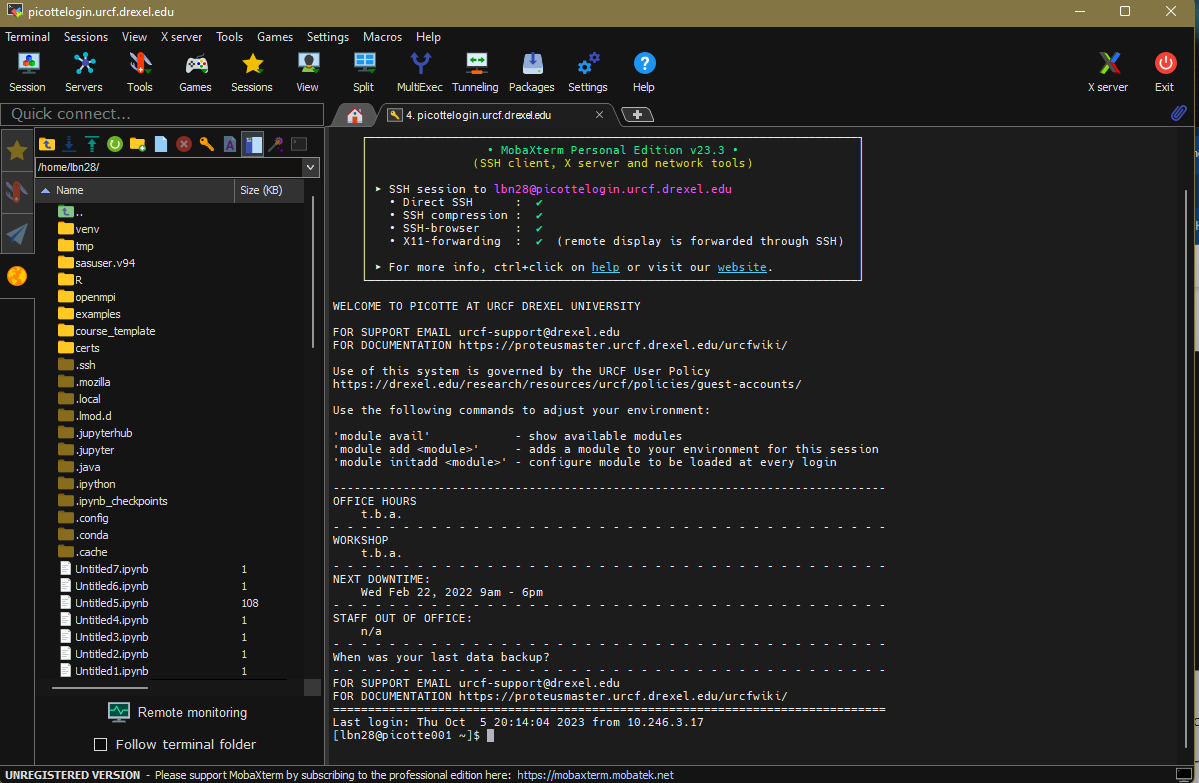 picottelogin.urcf.drexel.edu
Terminal Sessions View X server Tools Games Settings Macros Help
Session Servers Tools Games Sessions View Split MultiExec Tunneling Packages Settings Help X server Exit
Quick connect...
4. picottelogin.urcf.drexel.edu
/home/lbn28/
Name Size (KB)
..
venv
tmp
sasuser.v94
R
openmpi
examples
course_template
certs
.ssh
.mozilla
.local
.lmod.d
.jupyterhub
.jupyter
.java
.ipython
.ipynb_checkpoints
.config
.conda
.cache
Untitled7.ipynb 1
Untitled6.ipynb 1
Untitled5.ipynb 108
Untitled4.ipynb 1
Untitled3.ipynb 1
Untitled2.ipynb 1
Untitled1.ipynb 1
Remote monitoring
Follow terminal folder
• MobaXterm Personal Edition v23.3 •
(SSH client, X server and network tools)
▸ SSH session to lbn28@picottelogin.urcf.drexel.edu
• Direct SSH : ✔
• SSH compression : ✔
• SSH-browser : ✔
• X11-forwarding : ✔ (remote display is forwarded through SSH)
▸ For more info, ctrl+click on help or visit our website.
WELCOME TO PICOTTE AT URCF DREXEL UNIVERSITY
FOR SUPPORT EMAIL urcf-support@drexel.edu
FOR DOCUMENTATION https://proteusmaster.urcf.drexel.edu/urcfwiki/
Use of this system is governed by the URCF User Policy
https://drexel.edu/research/resources/urcf/policies/guest-accounts/
Use the following commands to adjust your environment:
'module avail' - show available modules
'module add <module>' - adds a module to your environment for this session
'module initadd <module>' - configure module to be loaded at every login
-------------------------------------------------------------------------------
OFFICE HOURS
t.b.a.
- - - - - - - - - - - - - - - - - - - - - - - - - - - - - - - - - - - - - - - -
WORKSHOP
t.b.a.
- - - - - - - - - - - - - - - - - - - - - - - - - - - - - - - - - - - - - - - -
NEXT DOWNTIME:
Wed Feb 22, 2022 9am - 6pm
- - - - - - - - - - - - - - - - - - - - - - - - - - - - - - - - - - - - - - - -
STAFF OUT OF OFFICE:
n/a
- - - - - - - - - - - - - - - - - - - - - - - - - - - - - - - - - - - - - - - -
When was your last data backup?
- - - - - - - - - - - - - - - - - - - - - - - - - - - - - - - - - - - - - - - -
FOR SUPPORT EMAIL urcf-support@drexel.edu
FOR DOCUMENTATION https://proteusmaster.urcf.drexel.edu/urcfwiki/
===============================================================================
Last login: Thu Oct  5 20:14:04 2023 from 10.246.3.17
[lbn28@picotte001 ~]$
UNREGISTERED VERSION - Please support MobaXterm by subscribing to the professional edition here: https://mobaxterm.mobatek.net